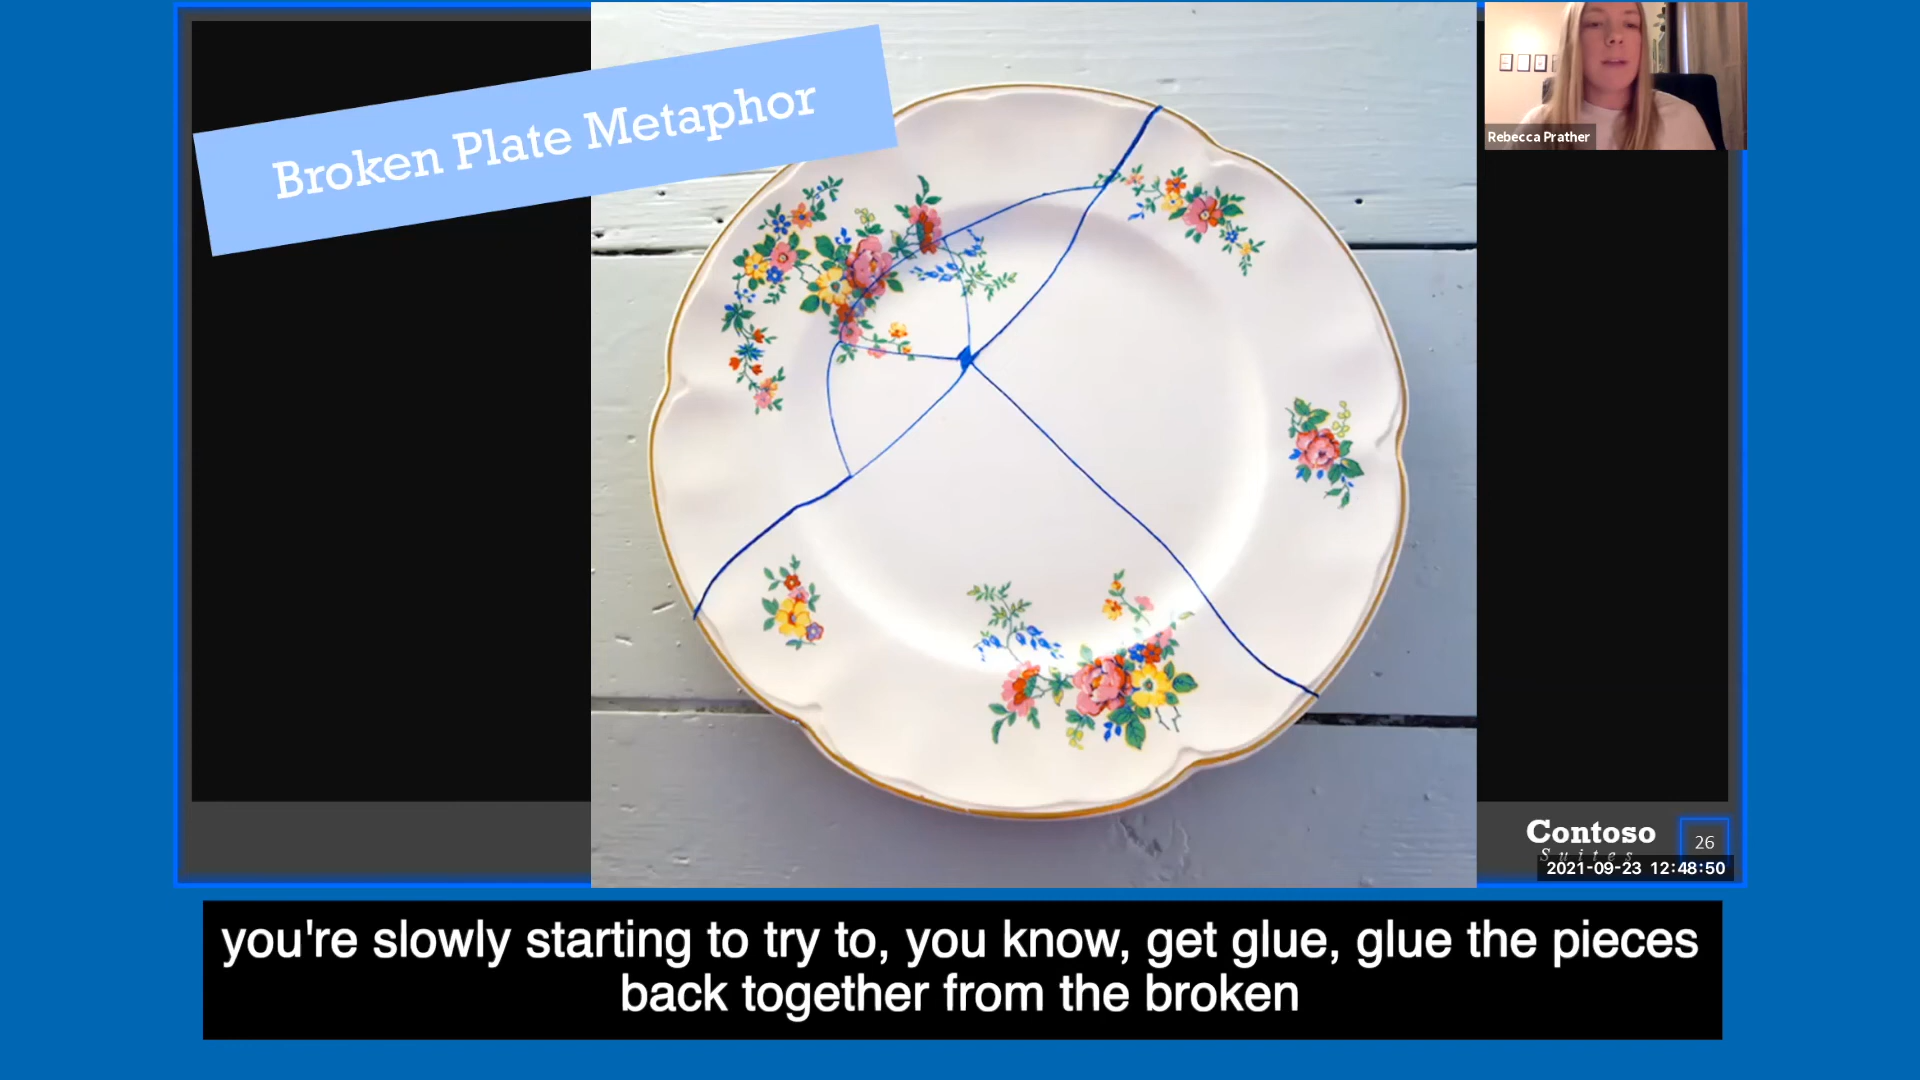 Broken Plate Metaphor
Rebecca Prather
Contoso
Suites
26
2021-09-23 12:48:50
you're slowly starting to try to, you know, get glue, glue the pieces
back together from the broken